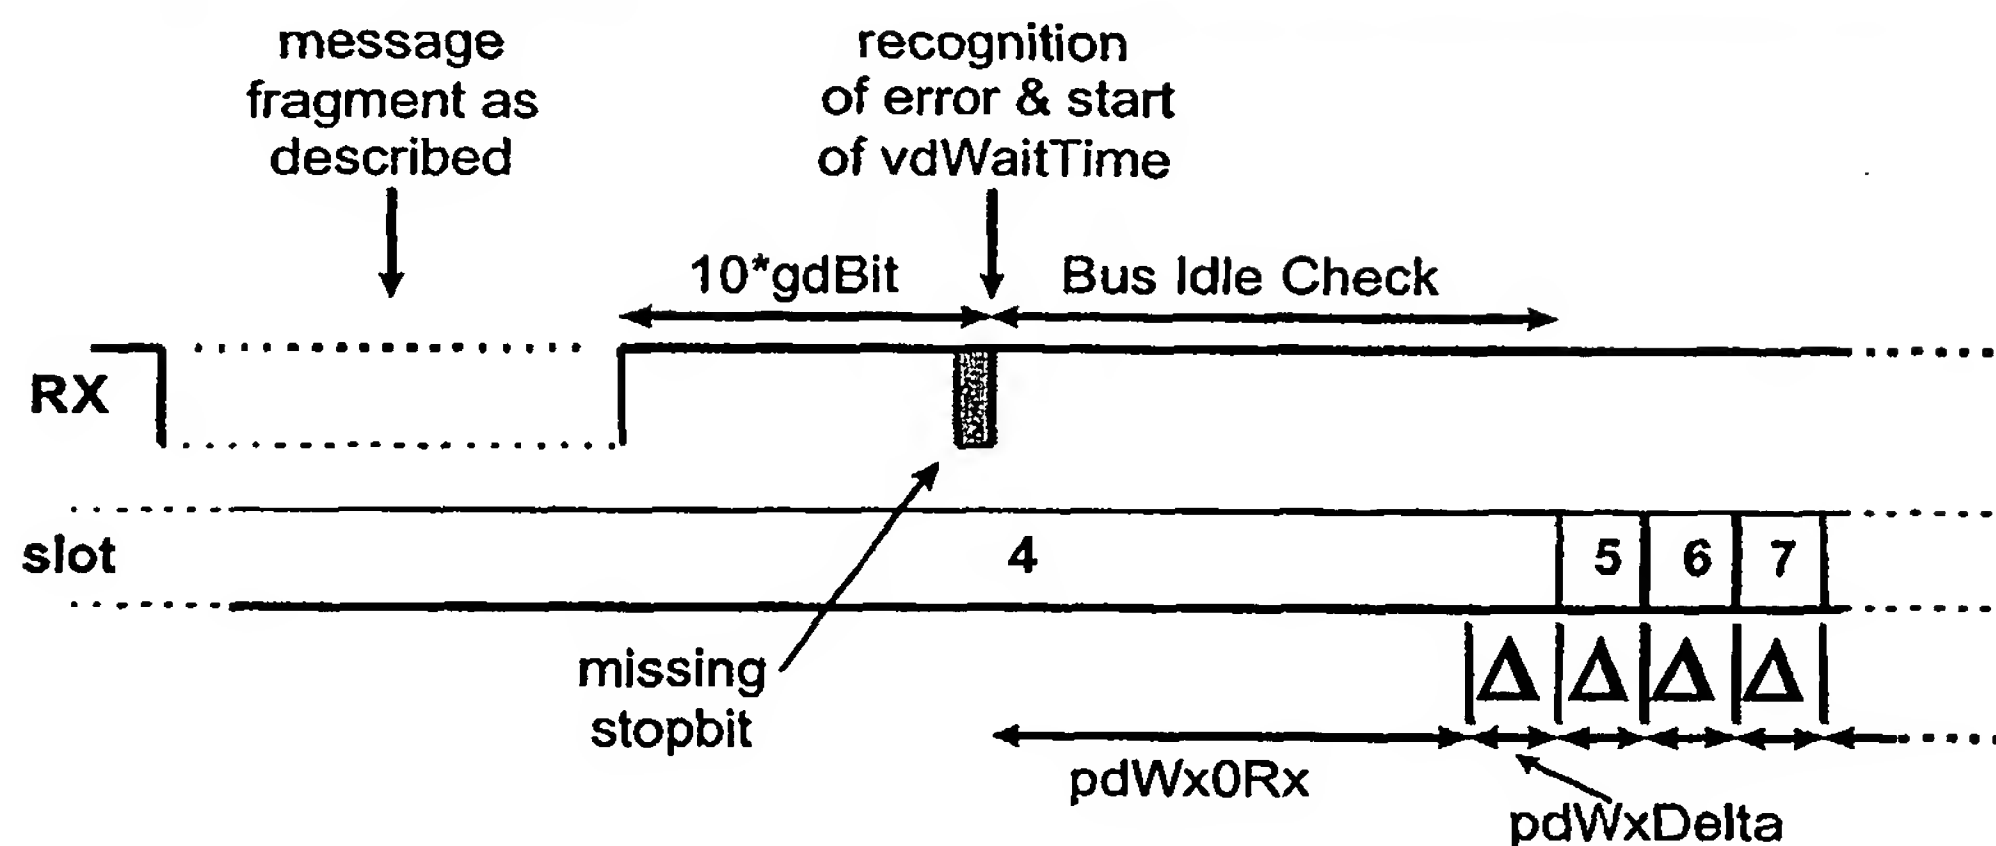 message
fragment as
described
recognition
of error & start
of vdWaitTime
10*gdBit
Bus Idle Check
RX
slot
4
5
6
7
missing
stopbit
Δ Δ Δ Δ
pdWx0Rx
pdWxDelta